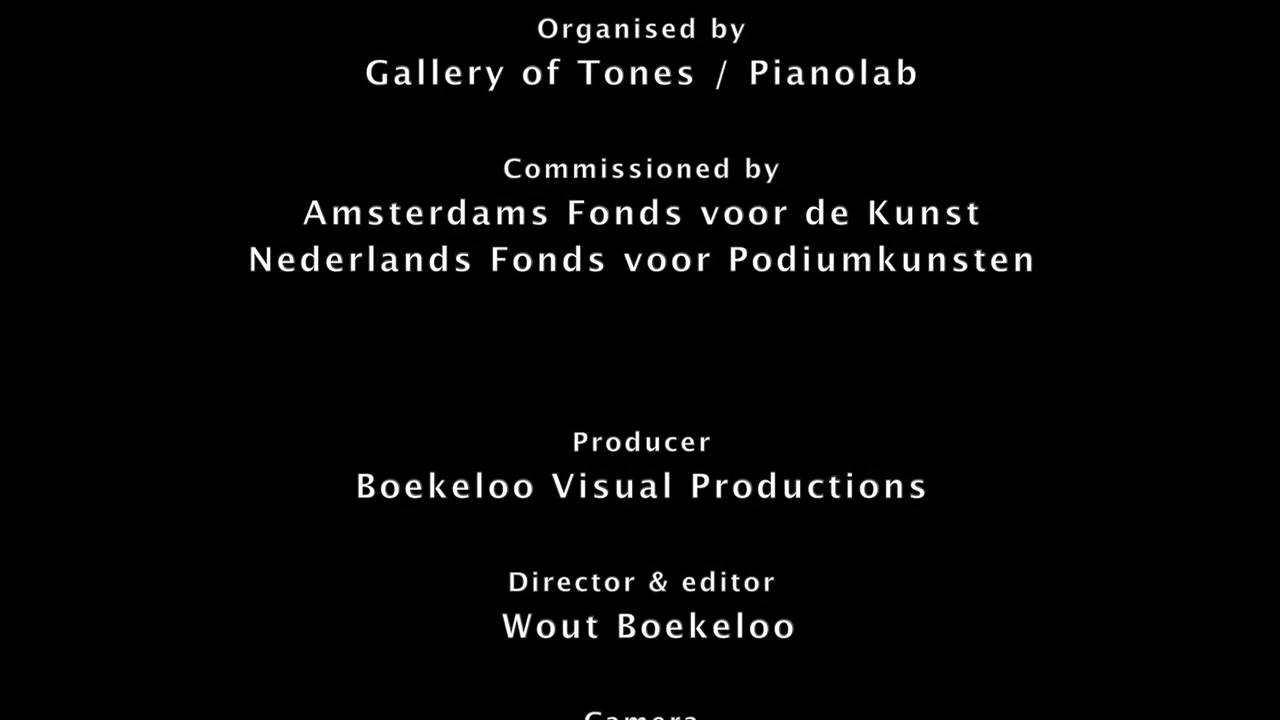 Organised by
Gallery of Tones / Pianolab
Commissioned by
Amsterdams Fonds voor de Kunst
Nederlands Fonds voor Podiumkunsten
Producer
Boekeloo Visual Productions
Director & editor
Wout Boekeloo
Camera